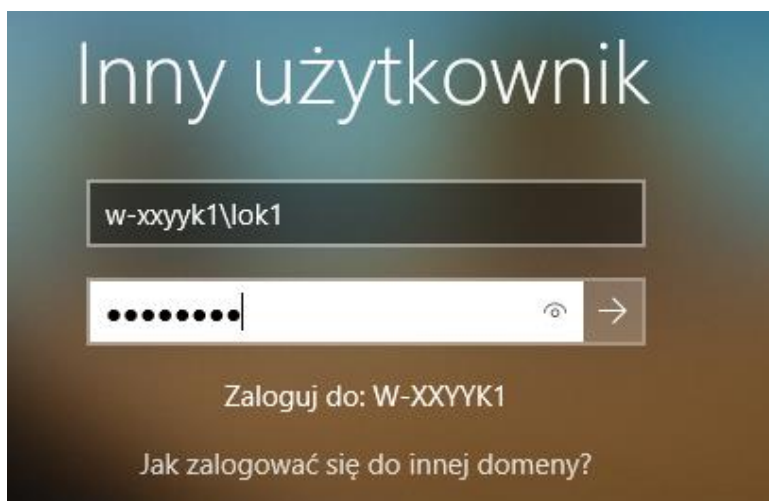 Inny użytkownik
w-xxyyk1\lok1
••••••••
Zaloguj do: W-XXYYK1
Jak zalogować się do innej domeny?